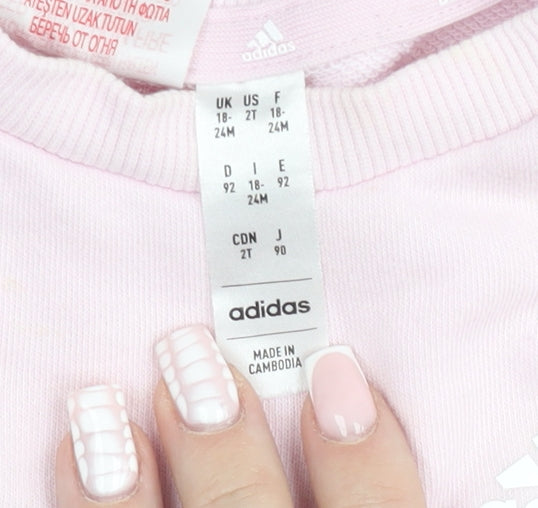 ATEŞTEN UZAK TUTUN
БЕРЕЧЬ ОТ ОГНЯ
adidas
UK US F
18-24M 2T 18-24M
D I E
92 18-24M 92
CDN J
2T 90
adidas
MADE IN
CAMBODIA